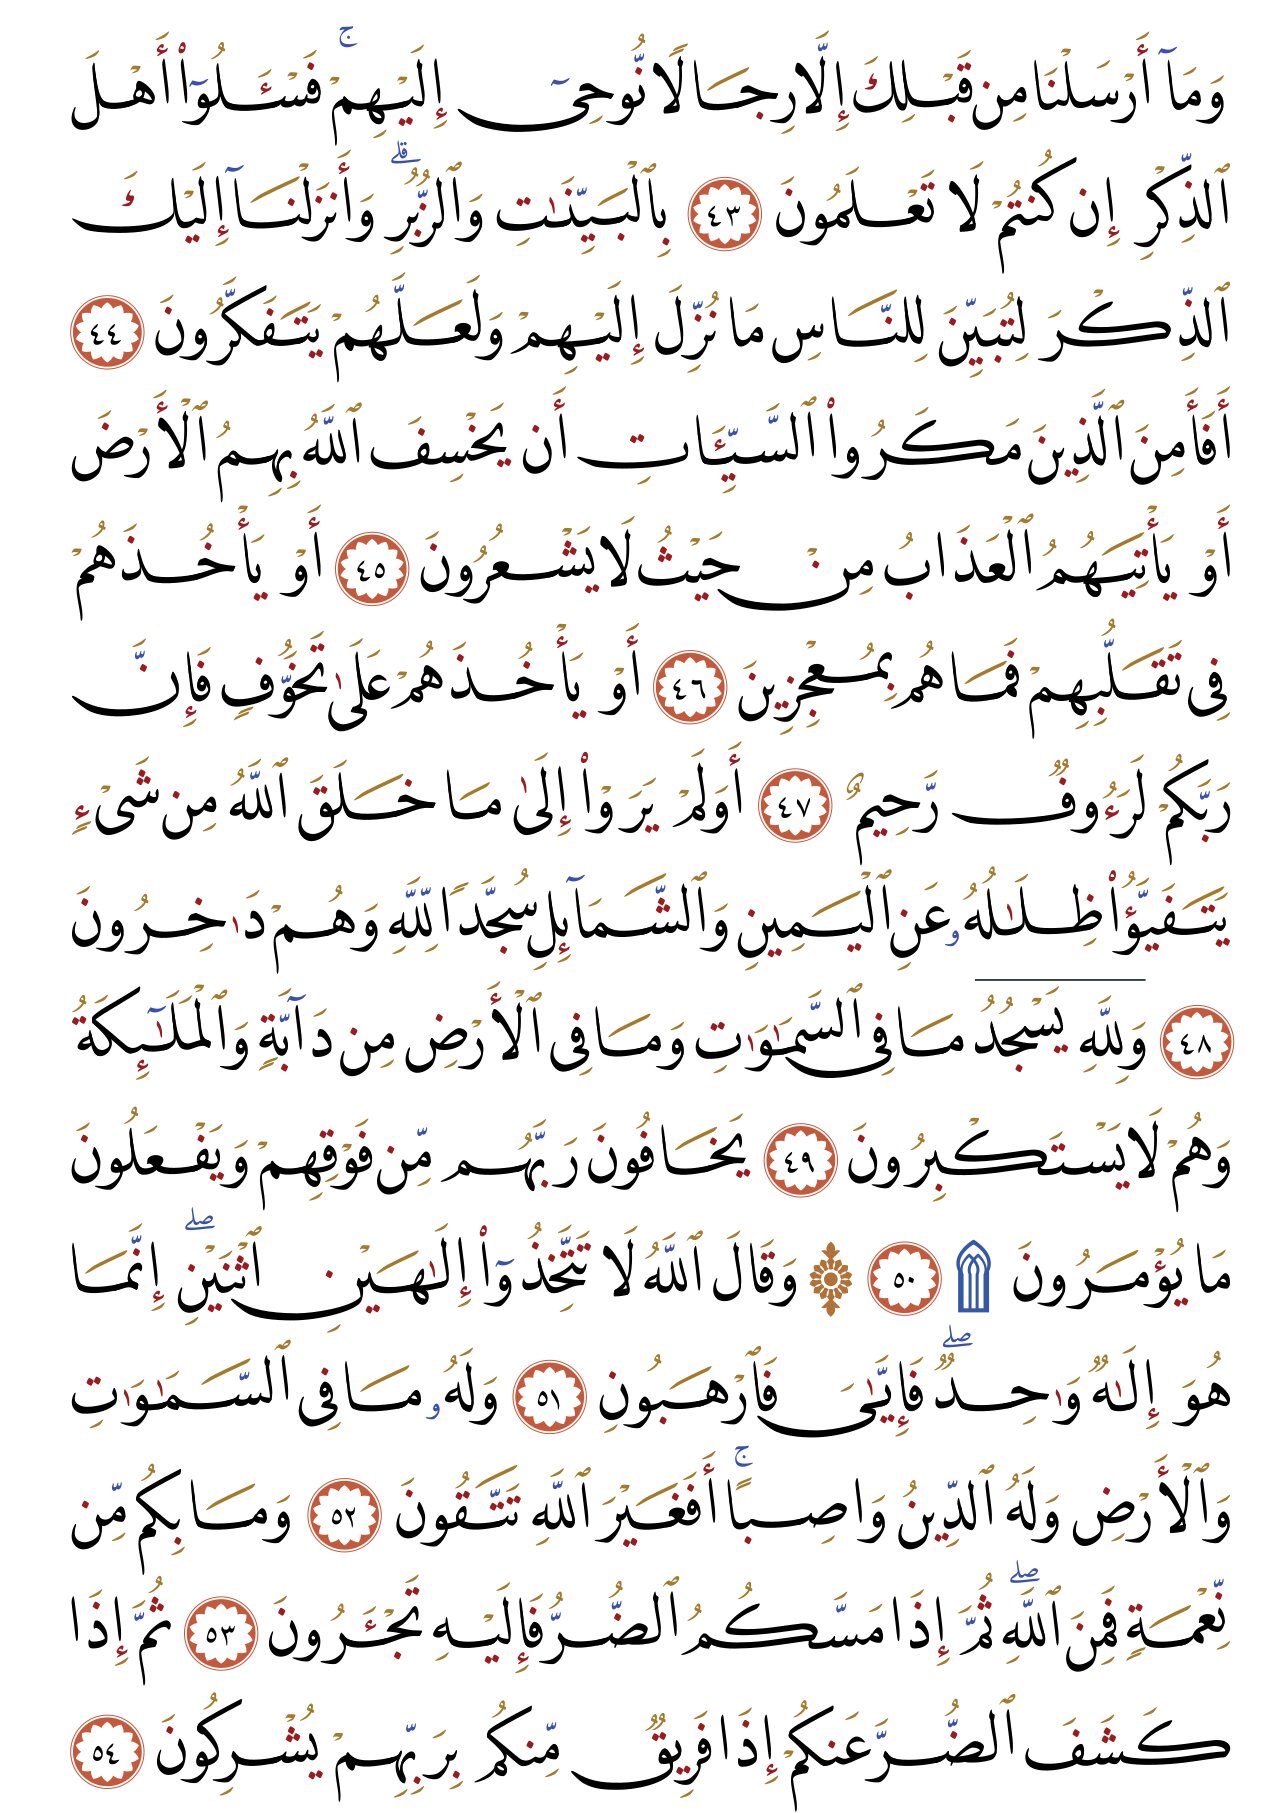 وَمَآ أَرْسَلْنَا مِن قَبْلِكَ إِلَّا رِجَالًا نُّوحِىٓ إِلَيْهِمْ ۚ فَسْـَٔلُوٓا۟ أَهْلَ
ٱلذِّكْرِ إِن كُنتُمْ لَا تَعْلَمُونَ ٤٣ بِٱلْبَيِّنَـٰتِ وَٱلزُّبُرِ ۗ وَأَنزَلْنَآ إِلَيْكَ
ٱلذِّكْرَ لِتُبَيِّنَ لِلنَّاسِ مَا نُزِّلَ إِلَيْهِمْ وَلَعَلَّهُمْ يَتَفَكَّرُونَ ٤٤
أَفَأَمِنَ ٱلَّذِينَ مَكَرُوا۟ ٱلسَّيِّـَٔاتِ أَن يَخْسِفَ ٱللَّهُ بِهِمُ ٱلْأَرْضَ
أَوْ يَأْتِيَهُمُ ٱلْعَذَابُ مِنْ حَيْثُ لَا يَشْعُرُونَ ٤٥ أَوْ يَأْخُذَهُمْ
فِى تَقَلُّبِهِمْ فَمَا هُم بِمُعْجِزِينَ ٤٦ أَوْ يَأْخُذَهُمْ عَلَىٰ تَخَوُّفٍ فَإِنَّ
رَبَّكُمْ لَرَءُوفٌ رَّحِيمٌ ٤٧ أَوَلَمْ يَرَوْا۟ إِلَىٰ مَا خَلَقَ ٱللَّهُ مِن شَىْءٍ
يَتَفَيَّؤُا۟ ظِلَـٰلُهُۥ عَنِ ٱلْيَمِينِ وَٱلشَّمَآئِلِ سُجَّدًا لِّلَّهِ وَهُمْ دَٰخِرُونَ
٤٨ وَلِلَّهِ يَسْجُدُ مَا فِى ٱلسَّمَـٰوَٰتِ وَمَا فِى ٱلْأَرْضِ مِن دَآبَّةٍ وَٱلْمَلَـٰٓئِكَةُ
وَهُمْ لَا يَسْتَكْبِرُونَ ٤٩ يَخَافُونَ رَبَّهُم مِّن فَوْقِهِمْ وَيَفْعَلُونَ
مَا يُؤْمَرُونَ ۩ ٥٠ ۞ وَقَالَ ٱللَّهُ لَا تَتَّخِذُوٓا۟ إِلَـٰهَيْنِ ٱثْنَيْنِ ۖ إِنَّمَا
هُوَ إِلَـٰهٌ وَٰحِدٌ ۖ فَإِيَّـٰىَ فَٱرْهَبُونِ ٥١ وَلَهُۥ مَا فِى ٱلسَّمَـٰوَٰتِ
وَٱلْأَرْضِ وَلَهُ ٱلدِّينُ وَاصِبًا ۚ أَفَغَيْرَ ٱللَّهِ تَتَّقُونَ ٥٢ وَمَا بِكُم مِّن
نِّعْمَةٍ فَمِنَ ٱللَّهِ ۖ ثُمَّ إِذَا مَسَّكُمُ ٱلضُّرُّ فَإِلَيْهِ تَجْـَٔرُونَ ٥٣ ثُمَّ إِذَا
كَشَفَ ٱلضُّرَّ عَنكُمْ إِذَا فَرِيقٌ مِّنكُم بِرَبِّهِمْ يُشْرِكُونَ ٥٤